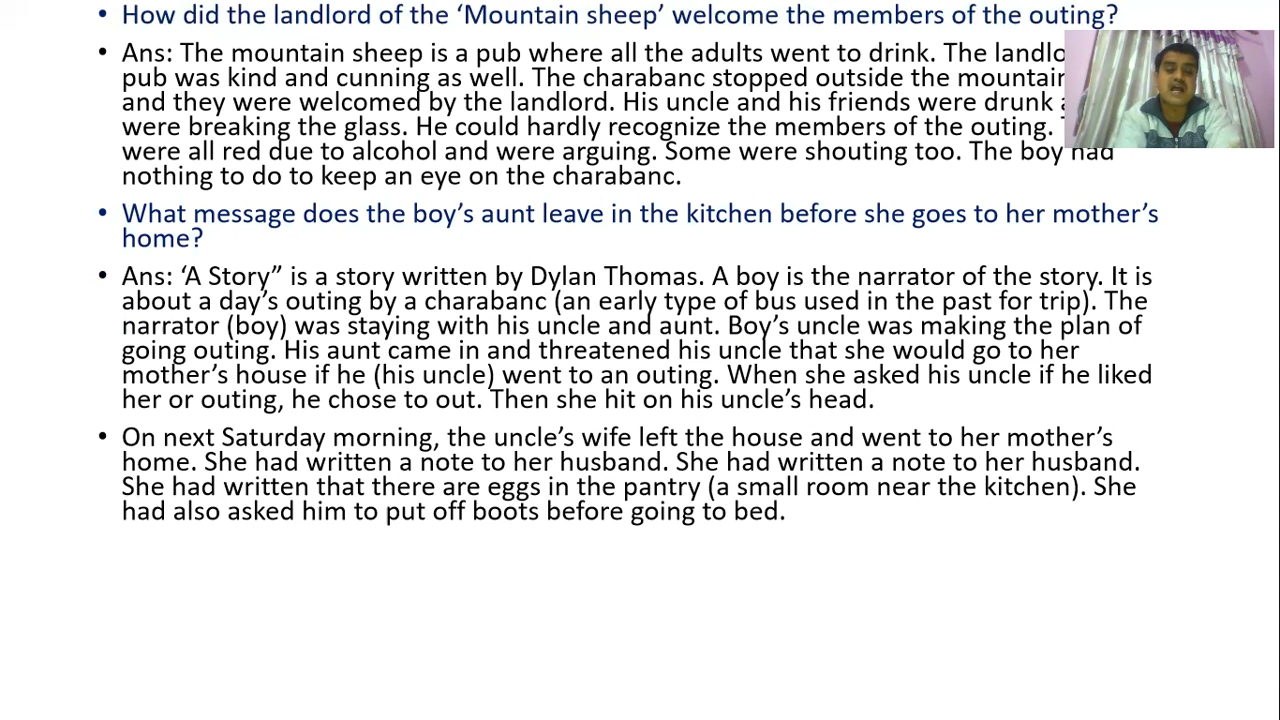 • How did the landlord of the ‘Mountain sheep’ welcome the members of the outing?
• Ans: The mountain sheep is a pub where all the adults went to drink. The
pub was kind and cunning as well. The charabanc stopped outside the mountain
and they were welcomed by the landlord. His uncle and his friends were drunk
were breaking the glass. He could hardly recognize the members of the outing.
were all red due to alcohol and were arguing. Some were shouting too. The boy had
nothing to do to keep an eye on the charabanc.
• What message does the boy’s aunt leave in the kitchen before she goes to her mother’s
home?
• Ans: ‘A Story” is a story written by Dylan Thomas. A boy is the narrator of the story. It is
about a day’s outing by a charabanc (an early type of bus used in the past for trip). The
narrator (boy) was staying with his uncle and aunt. Boy’s uncle was making the plan of
going outing. His aunt came in and threatened his uncle that she would go to her
mother’s house if he (his uncle) went to an outing. When she asked his uncle if he liked
her or outing, he chose to out. Then she hit on his uncle’s head.
• On next Saturday morning, the uncle’s wife left the house and went to her mother’s
home. She had written a note to her husband. She had written a note to her husband.
She had written that there are eggs in the pantry (a small room near the kitchen). She
had also asked him to put off boots before going to bed.